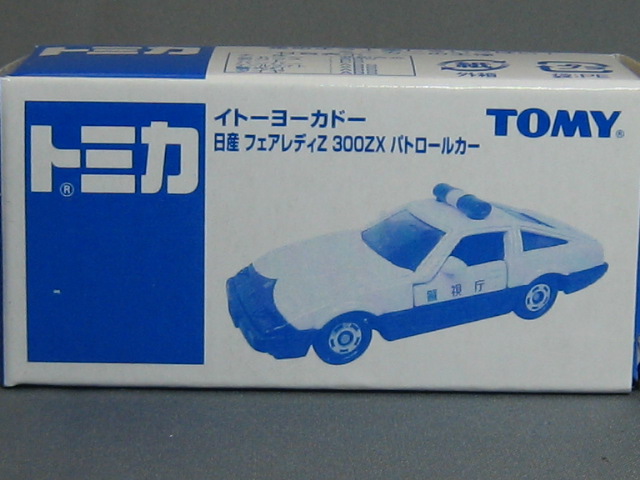 トミカ
®
イトーヨーカドー
日産 フェアレディZ 300ZX パトロールカー
TOMY®
警視庁